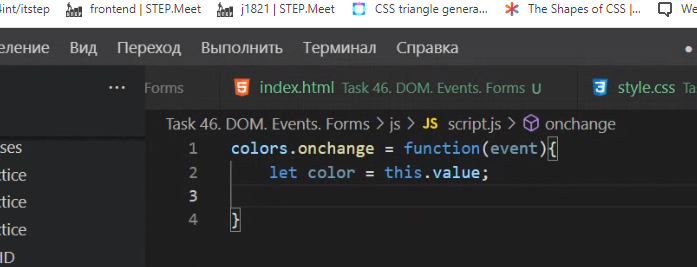 4int/itstep frontend | STEP.Meet j1821 | STEP.Meet CSS triangle genera... The Shapes of CSS |... We
еление Вид Переход Выполнить Терминал Справка
... Forms index.html Task 46. DOM. Events. Forms U style.css Ta
Task 46. DOM. Events. Forms > js > JS script.js > onchange
ses
ctice
ctice
ctice
ID
1 colors.onchange = function(event){
2 let color = this.value;
3
4 }